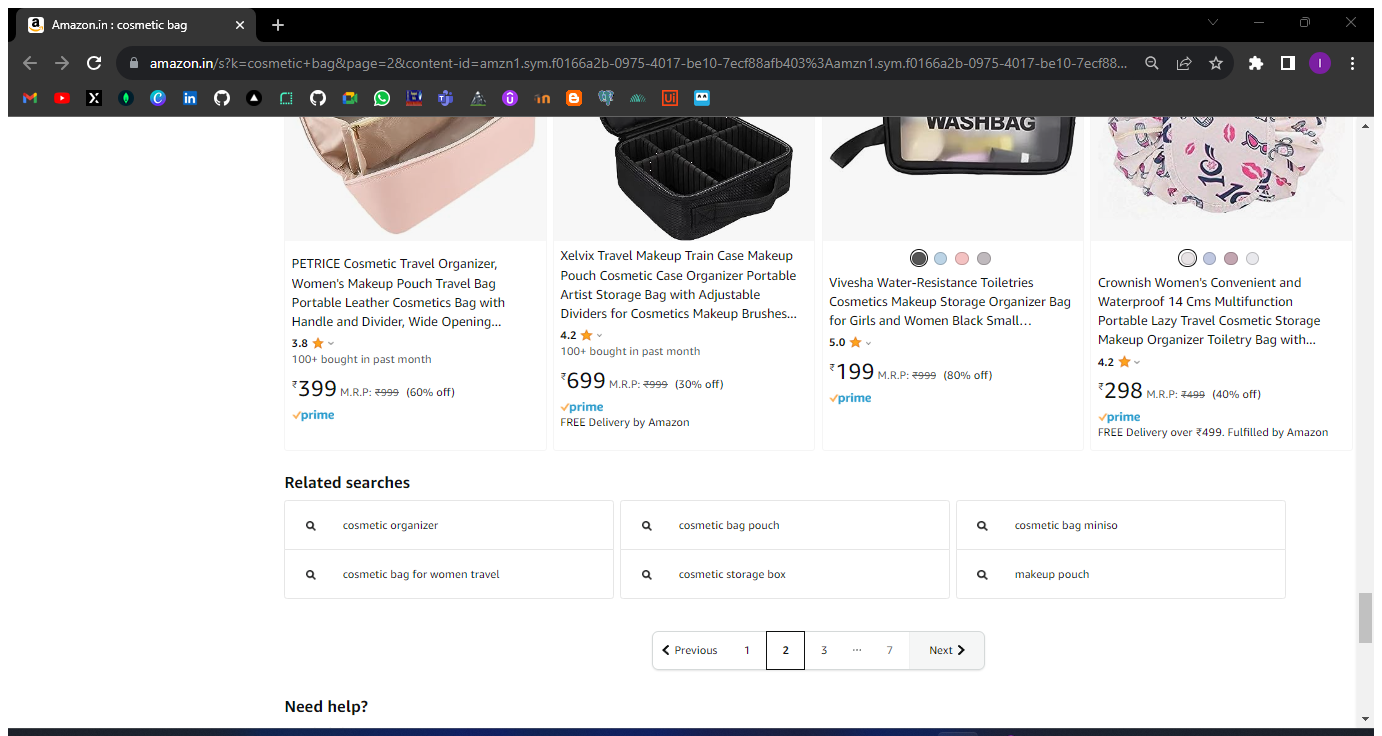 Amazon.in : cosmetic bag
amazon.in/s?k=cosmetic+bag&page=2&content-id=amzn1.sym.f0166a2b-0975-4017-be10-7ecf88afb403%3Aamzn1.sym.f0166a2b-0975-4017-be10-7ecf88...
WASHBAG
PETRICE Cosmetic Travel Organizer,
Women's Makeup Pouch Travel Bag
Portable Leather Cosmetics Bag with
Handle and Divider, Wide Opening...
3.8
100+ bought in past month
₹399 M.R.P: ₹999 (60% off)
prime
Xelvix Travel Makeup Train Case Makeup
Pouch Cosmetic Case Organizer Portable
Artist Storage Bag with Adjustable
Dividers for Cosmetics Makeup Brushes...
4.2
100+ bought in past month
₹699 M.R.P: ₹999 (30% off)
prime
FREE Delivery by Amazon
Vivesha Water-Resistance Toiletries
Cosmetics Makeup Storage Organizer Bag
for Girls and Women Black Small...
5.0
₹199 M.R.P: ₹999 (80% off)
prime
Crownish Women's Convenient and
Waterproof 14 Cms Multifunction
Portable Lazy Travel Cosmetic Storage
Makeup Organizer Toiletry Bag with...
4.2
₹298 M.R.P: ₹499 (40% off)
prime
FREE Delivery over ₹499. Fulfilled by Amazon
Related searches
cosmetic organizer
cosmetic bag pouch
cosmetic bag miniso
cosmetic bag for women travel
cosmetic storage box
makeup pouch
Previous 1 2 3 ... 7 Next
Need help?